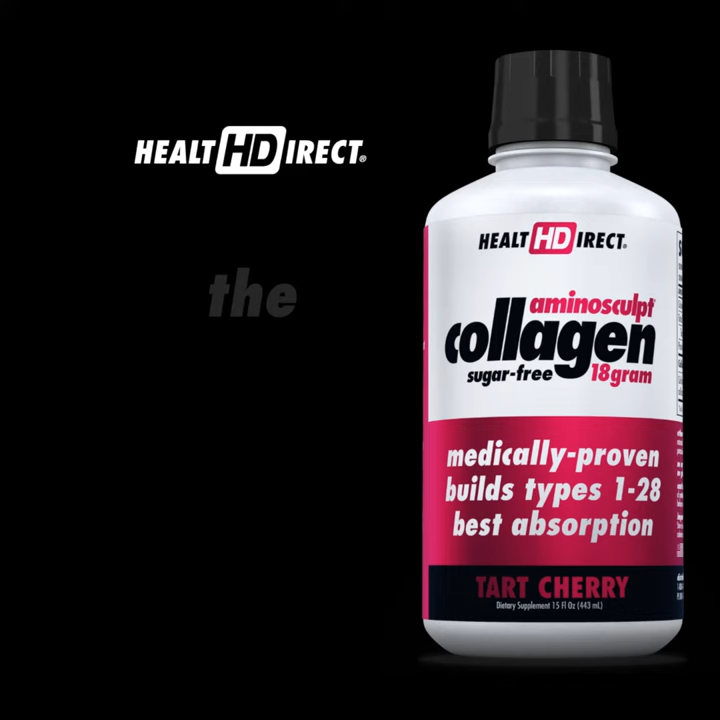 HEALTHDIRECT®
the
HEALTHDIRECT®
aminosculpt®
collagen
sugar-free 18gram
medically-proven
builds types 1-28
best absorption
TART CHERRY
Dietary Supplement 15 Fl Oz (443 mL)